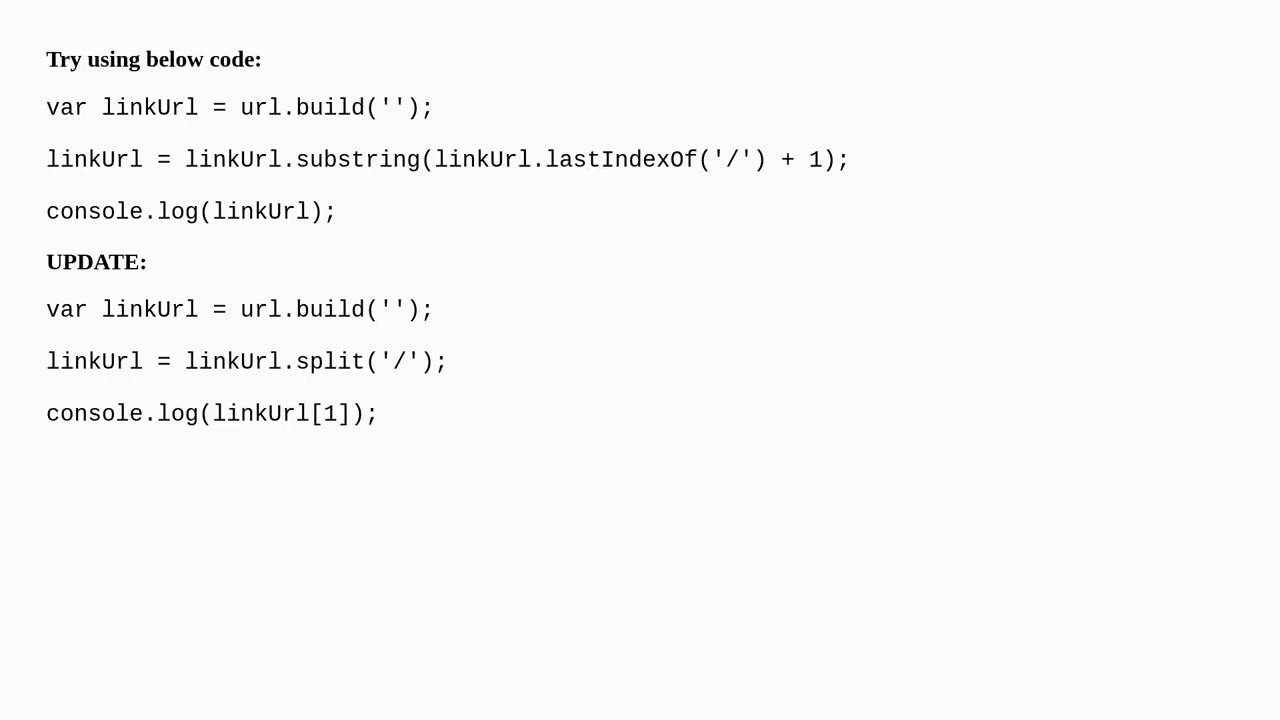 Try using below code:
var linkUrl = url.build('');
linkUrl = linkUrl.substring(linkUrl.lastIndexOf('/') + 1);
console.log(linkUrl);
UPDATE:
var linkUrl = url.build('');
linkUrl = linkUrl.split('/');
console.log(linkUrl[1]);